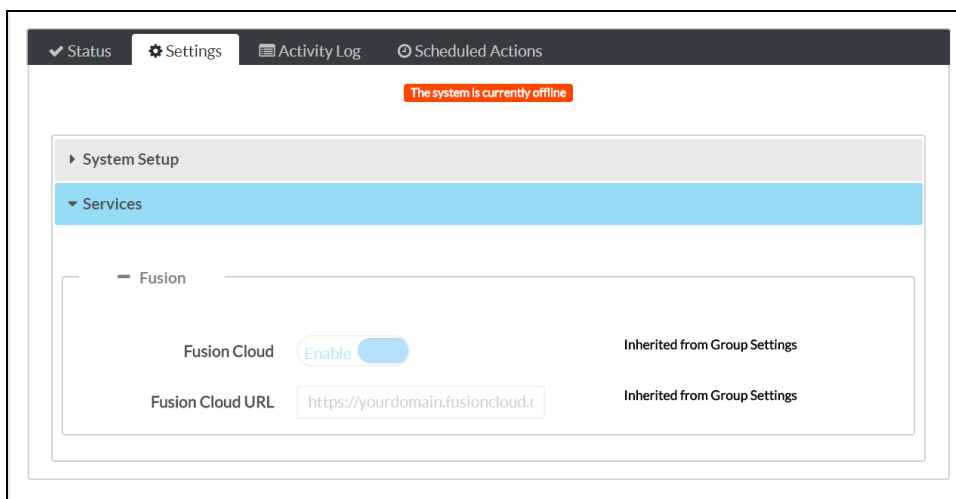 Status Settings Activity Log Scheduled Actions
The system is currently offline
System Setup
Services
Fusion
Fusion Cloud Enable Inherited from Group Settings
Fusion Cloud URL https://yourdomain.fusioncloud.c Inherited from Group Settings